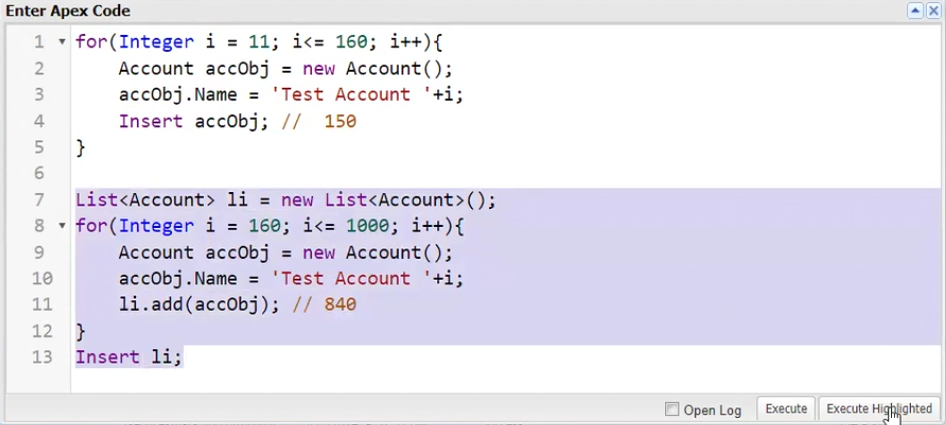 Enter Apex Code
1 for(Integer i = 11; i<= 160; i++){
2 Account accObj = new Account();
3 accObj.Name = 'Test Account '+i;
4 Insert accObj; //  150
5 }
6
7 List<Account> li = new List<Account>();
8 for(Integer i = 160; i<= 1000; i++){
9 Account accObj = new Account();
10 accObj.Name = 'Test Account '+i;
11 li.add(accObj); // 840
12 }
13 Insert li;
Open Log Execute Execute Highlighted